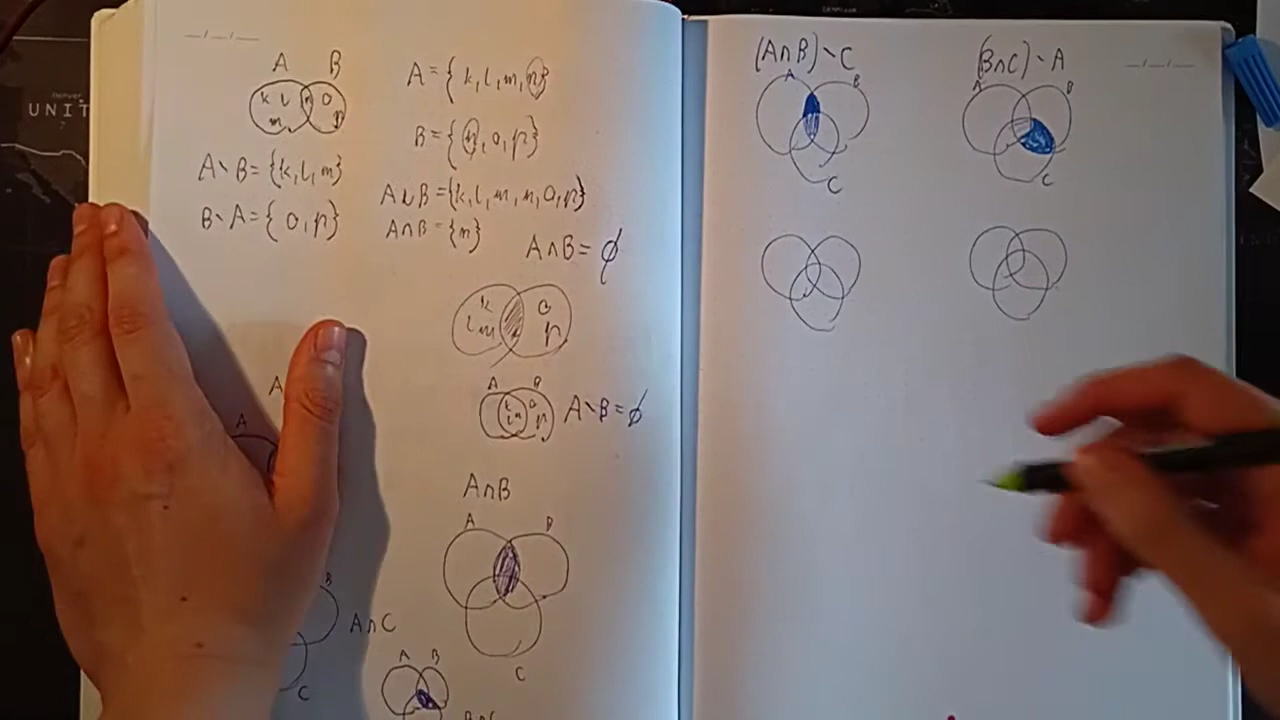 A B
k l n o
m p
A = { k, l, m, n}
B = {n, o, p}
A\B = {k, l, m}
B\A = { o, p}
A∪B = {k, l, m, n, o, p}
A∩B = {n}
A∩B = ∅
k o
l m p
A B
A\B = ∅
A∩B
A B
C
A
A
B
A∩C
C
A B
(A∩B) \ C
A B
C
(B∩C) \ A
A B
C
UNIT